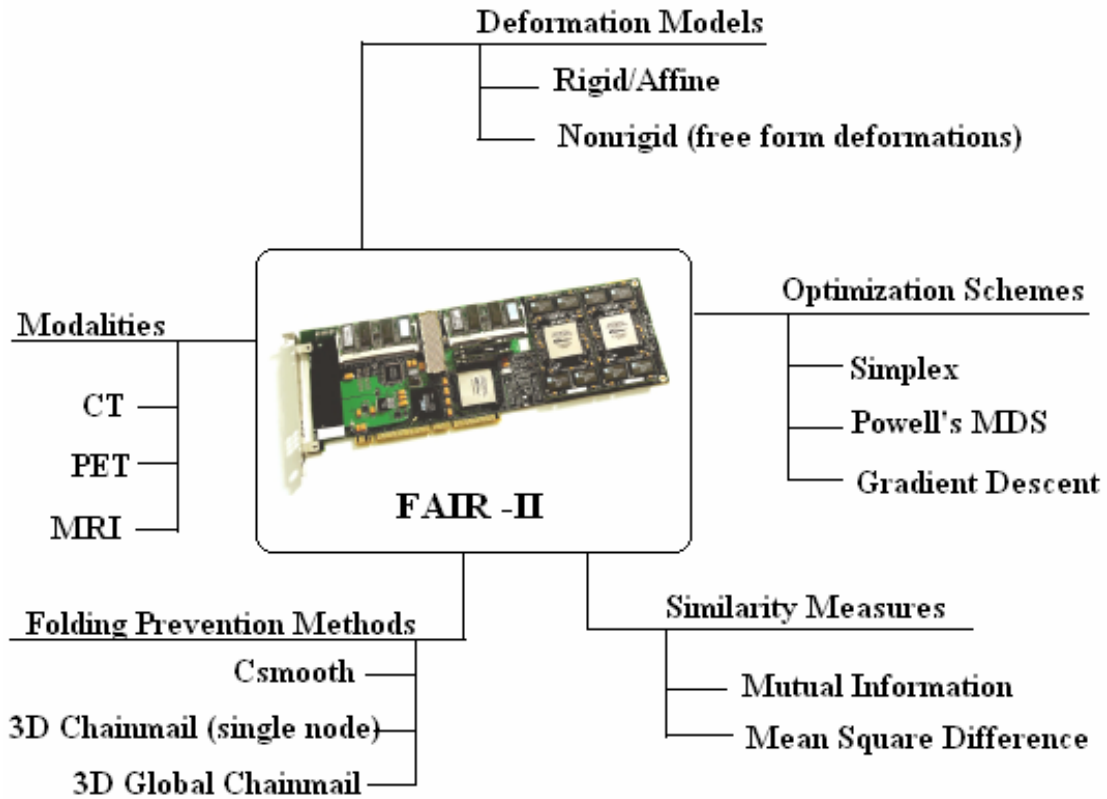 Deformation Models
Rigid/Affine
Nonrigid (free form deformations)
Modalities
CT
PET
MRI
Optimization Schemes
Simplex
Powell's MDS
Gradient Descent
FAIR -II
Folding Prevention Methods
Csmooth
3D Chainmail (single node)
3D Global Chainmail
Similarity Measures
Mutual Information
Mean Square Difference